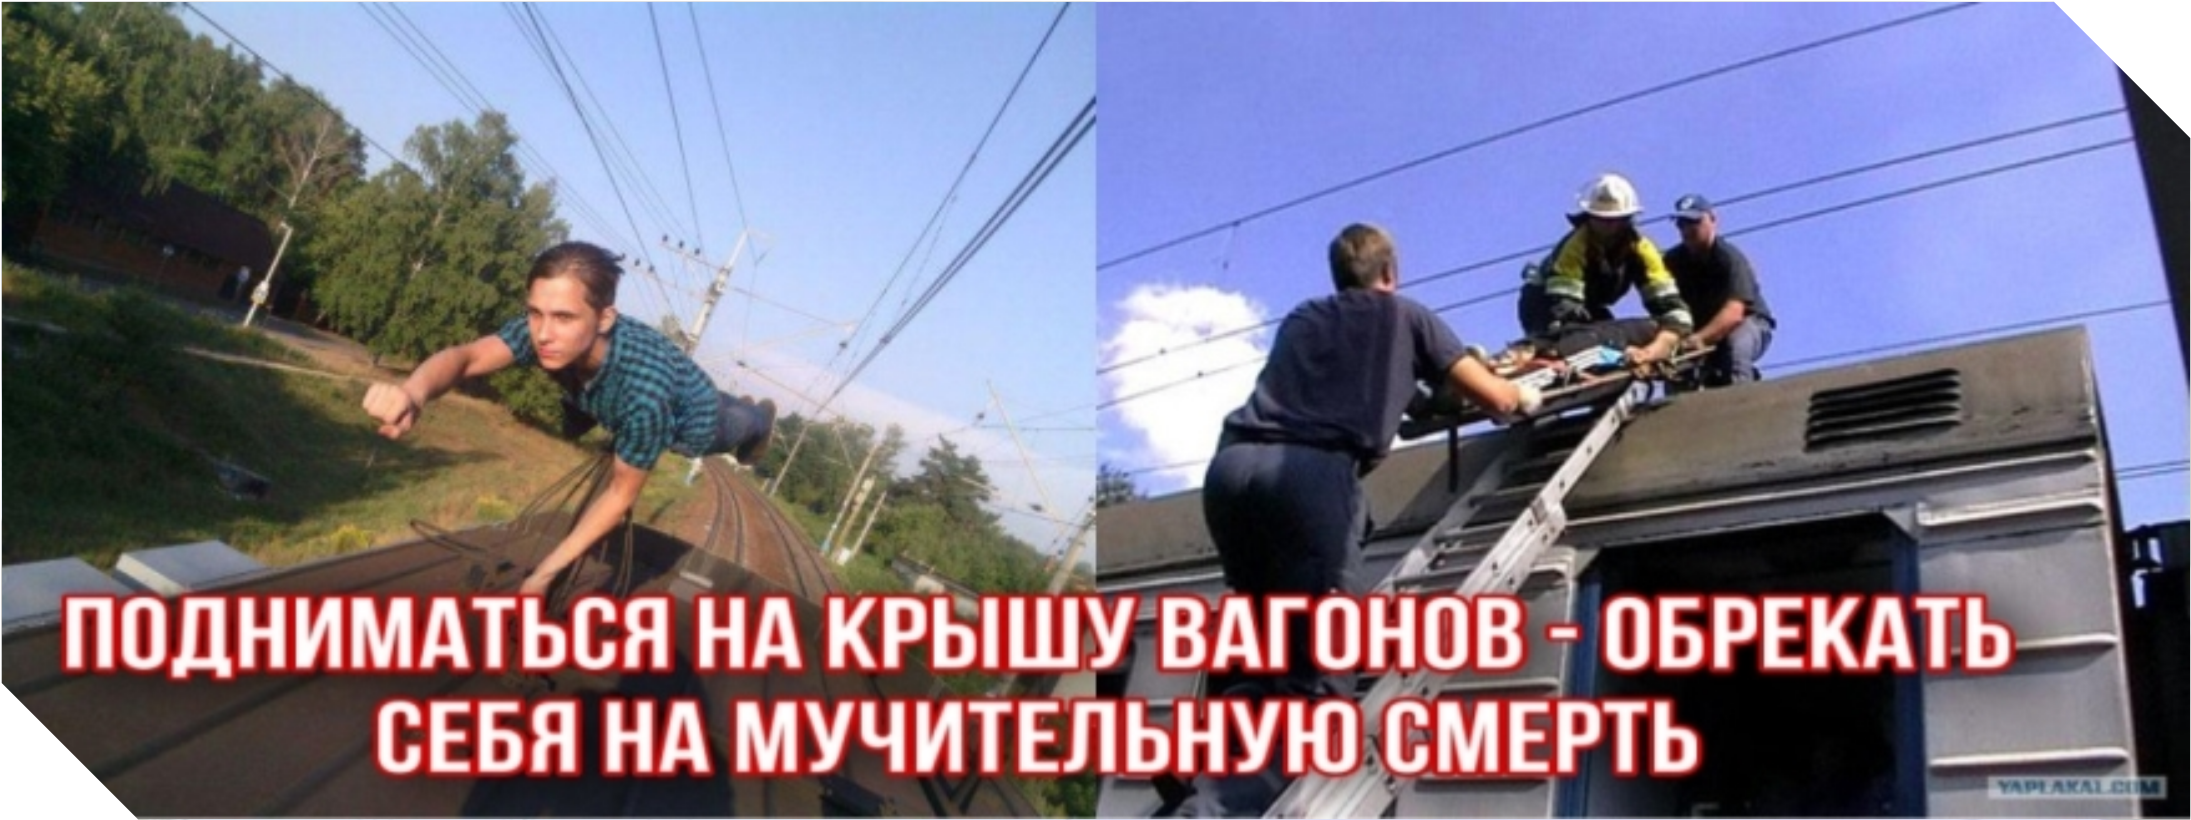 ПОДНИМАТЬСЯ НА КРЫШУ ВАГОНОВ - ОБРЕКАТЬ
СЕБЯ НА МУЧИТЕЛЬНУЮ СМЕРТЬ
YAPLAKAL.COM